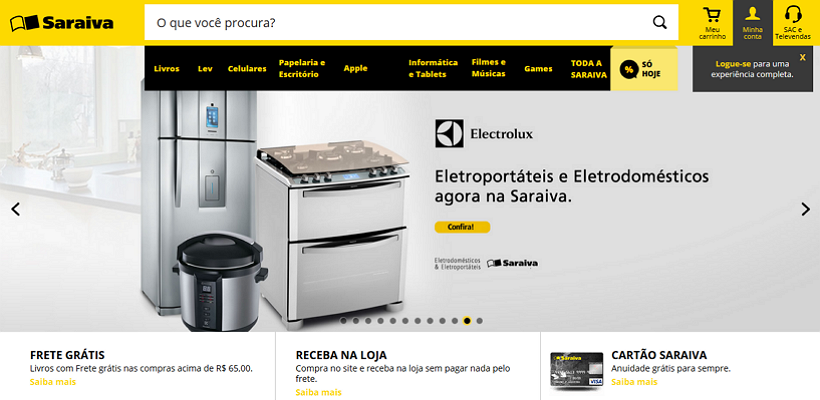 Saraiva
O que você procura?
Meu
carrinho
Minha
conta
SAC e
Televendas
Livros
Lev
Celulares
Papelaria e
Escritório
Apple
Informática
e Tablets
Filmes e
Músicas
Games
TODA A
SARAIVA
%
SÓ
HOJE
X
Logue-se para uma
experiência completa.
Electrolux
Eletroportáteis e Eletrodomésticos
agora na Saraiva.
Confira!
Eletrodomésticos
& Eletroportáteis
Saraiva
FRETE GRÁTIS
Livros com Frete grátis nas compras acima de R$ 65,00.
Saiba mais
RECEBA NA LOJA
Compra no site e receba na loja sem pagar nada pelo
frete.
Saiba mais
Saraiva
VISA
CARTÃO SARAIVA
Anuidade grátis para sempre.
Saiba mais